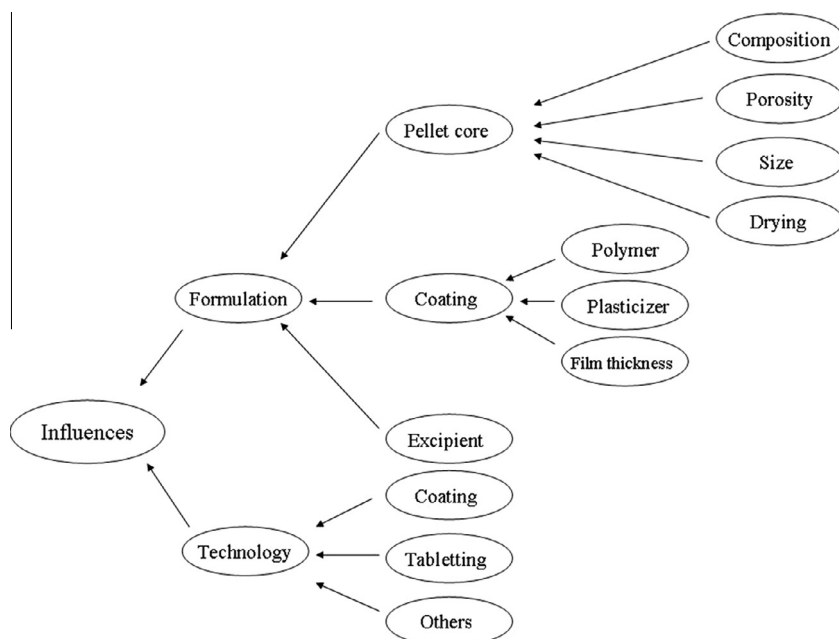 Composition
Porosity
Pellet core
Size
Drying
Polymer
Formulation
Coating
Plasticizer
Film thickness
Influences
Excipient
Coating
Technology
Tabletting
Others